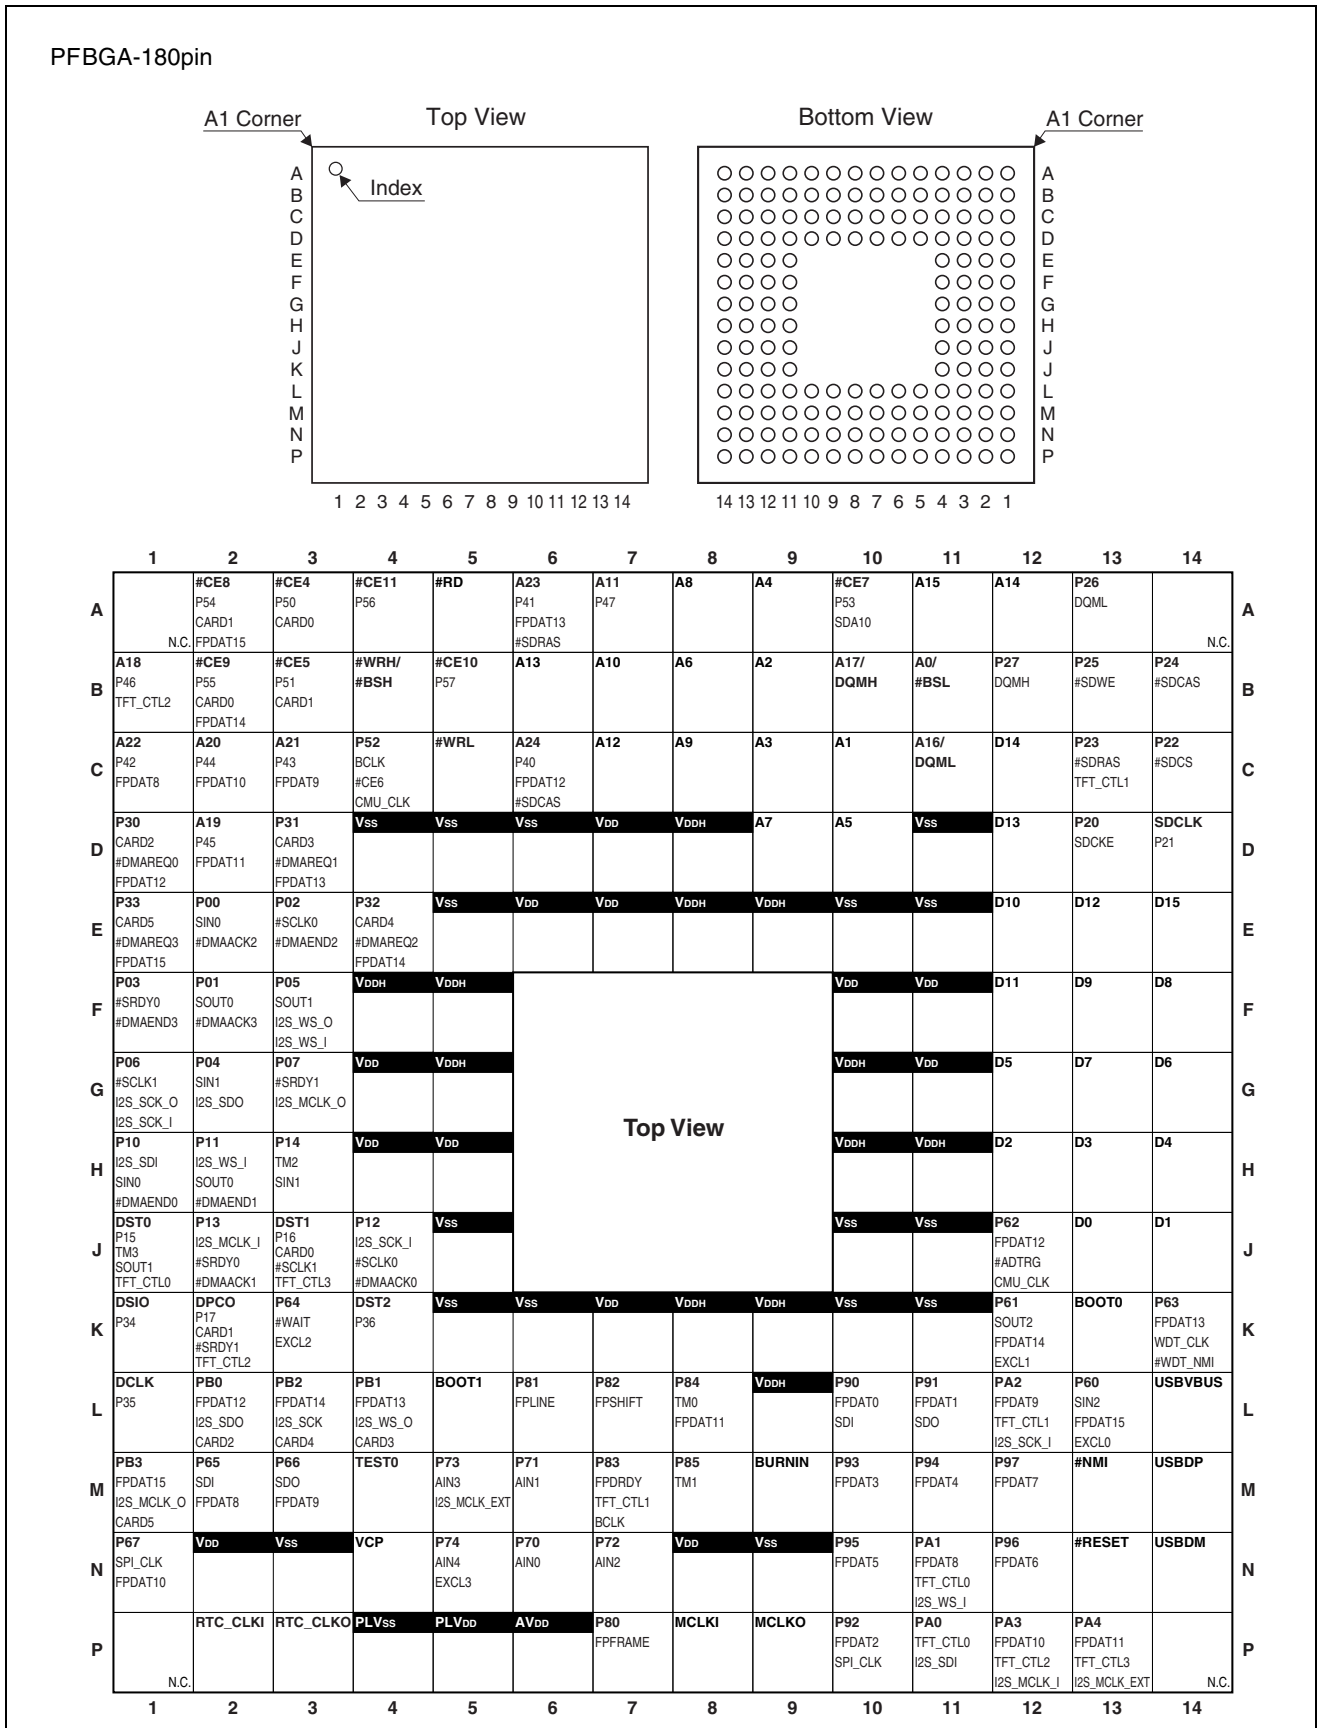 PFBGA-180pin
A1 Corner Top View Bottom View A1 Corner
Index
A A A
B B B
C C C
D D D
E E E
F F F
G G G
H H H
J J J
K K J
L L L
M M M
N N N
P P P
1 2 3 4 5 6 7 8 9 10 11 12 13 14 14 13 12 11 10 9 8 7 6 5 4 3 2 1
1 2 3 4 5 6 7 8 9 10 11 12 13 14
#CE8 #CE4 #CE11 #RD A23 A11 A8 A4 #CE7 A15 A14 P26
P54 P50 P56 P41 P47 P53 DQML
A CARD1 CARD0 FPDAT13 SDA10 A
N.C. FPDAT15 #SDRAS N.C.
A18 #CE9 #CE5 #WRH/ #CE10 A13 A10 A6 A2 A17/ A0/ P27 P25 P24
P46 P55 P51 #BSH P57 DQMH #BSL DQMH #SDWE #SDCAS
B TFT_CTL2 CARD0 CARD1 B
FPDAT14
A22 A20 A21 P52 #WRL A24 A12 A9 A3 A1 A16/ D14 P23 P22
P42 P44 P43 BCLK P40 DQML #SDRAS #SDCS
C FPDAT8 FPDAT10 FPDAT9 #CE6 FPDAT12 TFT_CTL1 C
CMU_CLK #SDCAS
P30 A19 P31 VSS VSS VSS VDD VDDH A7 A5 VSS D13 P20 SDCLK
CARD2 P45 CARD3 SDCKE P21
D #DMAREQ0 FPDAT11 #DMAREQ1 D
FPDAT12 FPDAT13
P33 P00 P02 P32 VSS VDD VDD VDDH VDDH VSS VSS D10 D12 D15
CARD5 SIN0 #SCLK0 CARD4
E #DMAREQ3 #DMAACK2 #DMAEND2 #DMAREQ2 E
FPDAT15 FPDAT14
P03 P01 P05 VDDH VDDH VDD VDD D11 D9 D8
#SRDY0 SOUT0 SOUT1
F #DMAEND3 #DMAACK3 I2S_WS_O F
I2S_WS_I
P06 P04 P07 VDD VDDH VDDH VDD D5 D7 D6
#SCLK1 SIN1 #SRDY1
G I2S_SCK_O I2S_SDO I2S_MCLK_O G
I2S_SCK_I
Top View
P10 P11 P14 VDD VDD VDDH VDDH D2 D3 D4
I2S_SDI I2S_WS_I TM2
H SIN0 SOUT0 SIN1 H
#DMAEND0 #DMAEND1
DST0 P13 DST1 P12 VSS VSS VSS P62 D0 D1
P15 I2S_MCLK_I P16 I2S_SCK_I FPDAT12
J TM3 #SRDY0 CARD0 #SCLK0 #ADTRG J
SOUT1 #DMAACK1 #SCLK1 #DMAACK0 CMU_CLK
TFT_CTL0 TFT_CTL3
DSIO DPCO P64 DST2 VSS VSS VDD VDDH VDDH VSS VSS P61 BOOT0 P63
P34 P17 #WAIT P36 SOUT2 FPDAT13
K CARD1 EXCL2 FPDAT14 WDT_CLK K
#SRDY1 EXCL1 #WDT_NMI
TFT_CTL2
DCLK PB0 PB2 PB1 BOOT1 P81 P82 P84 VDDH P90 P91 PA2 P60 USBVBUS
P35 FPDAT12 FPDAT14 FPDAT13 FPLINE FPSHIFT TM0 FPDAT0 FPDAT1 FPDAT9 SIN2
L I2S_SDO I2S_SCK I2S_WS_O FPDAT11 SDI SDO TFT_CTL1 FPDAT15 L
CARD2 CARD4 CARD3 I2S_SCK_I EXCL0
PB3 P65 P66 TEST0 P73 P71 P83 P85 BURNIN P93 P94 P97 #NMI USBDP
FPDAT15 SDI SDO AIN3 AIN1 FPDRDY TM1 FPDAT3 FPDAT4 FPDAT7
M I2S_MCLK_O FPDAT8 FPDAT9 I2S_MCLK_EXT TFT_CTL1 M
CARD5 BCLK
P67 VDD VSS VCP P74 P70 P72 VDD VSS P95 PA1 P96 #RESET USBDM
SPI_CLK AIN4 AIN0 AIN2 FPDAT5 FPDAT8 FPDAT6
N FPDAT10 EXCL3 TFT_CTL0 N
I2S_WS_I
RTC_CLKI RTC_CLKO PLVSS PLVDD AVDD P80 MCLKI MCLKO P92 PA0 PA3 PA4
FPFRAME FPDAT2 TFT_CTL0 FPDAT10 FPDAT11
P SPI_CLK I2S_SDI TFT_CTL2 TFT_CTL3 P
N.C. I2S_MCLK_I I2S_MCLK_EXT N.C.
1 2 3 4 5 6 7 8 9 10 11 12 13 14